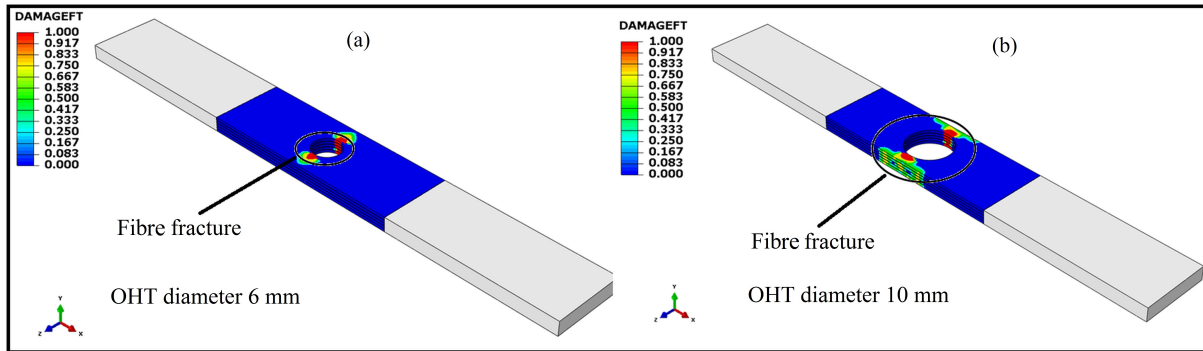 DAMAGEFT
1.000
0.917
0.833
0.750
0.667
0.583
0.500
0.417
0.333
0.250
0.167
0.083
0.000
(a)
Fibre fracture
OHT diameter 6 mm
Y
Z
X
DAMAGEFT
1.000
0.917
0.833
0.750
0.667
0.583
0.500
0.417
0.333
0.250
0.167
0.083
0.000
(b)
Fibre fracture
OHT diameter 10 mm
Y
Z
X